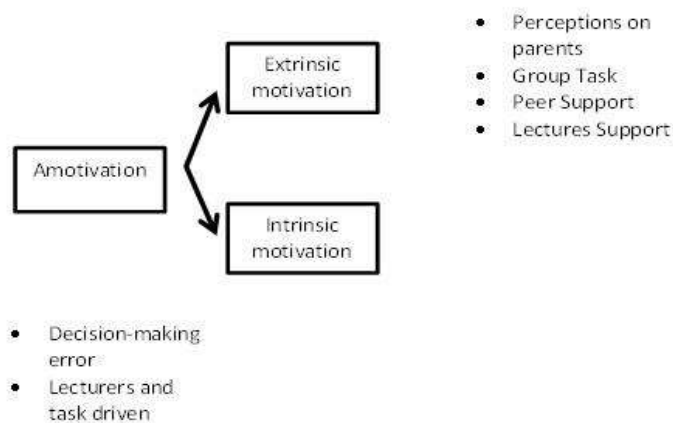 • Perceptions on
parents
• Group Task
• Peer Support
• Lectures Support
Extrinsic
motivation
Amotivation
Intrinsic
motivation
• Decision-making
error
• Lecturers and
task driven